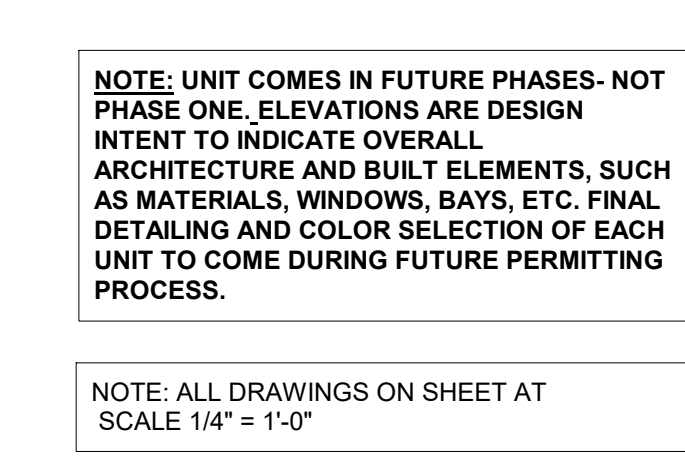 NOTE: UNIT COMES IN FUTURE PHASES- NOT
PHASE ONE. ELEVATIONS ARE DESIGN
INTENT TO INDICATE OVERALL
ARCHITECTURE AND BUILT ELEMENTS, SUCH
AS MATERIALS, WINDOWS, BAYS, ETC. FINAL
DETAILING AND COLOR SELECTION OF EACH
UNIT TO COME DURING FUTURE PERMITTING
PROCESS.
NOTE: ALL DRAWINGS ON SHEET AT
SCALE 1/4" = 1'-0"